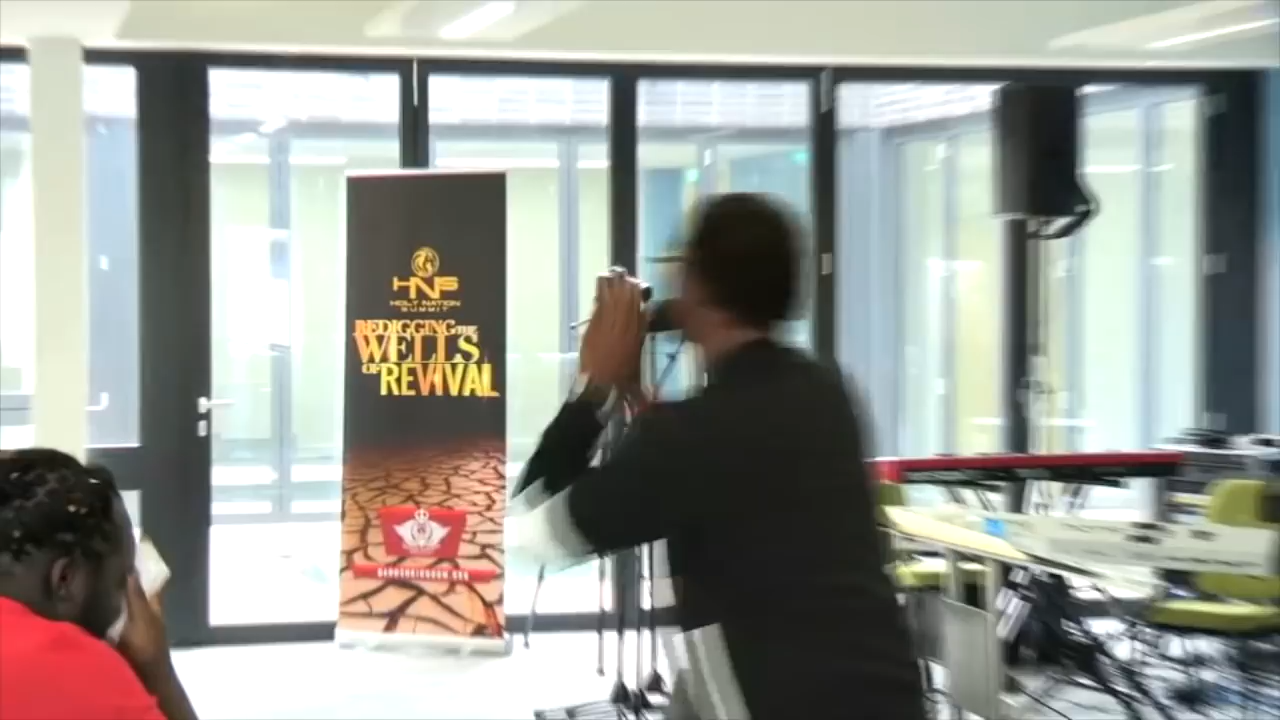 HNS
HOLY NATION
SUMMIT
REDIGGING THE
WELLS
OF REVIVAL